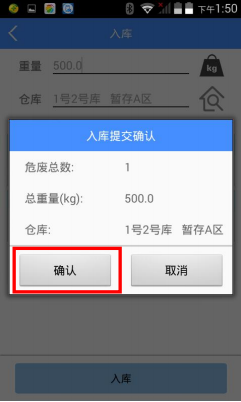 下午1:50
入库
重量 500.0 kg
仓库 1号2号库 暂存A区
入库提交确认
危废总数: 1
总重量(kg): 500.0
仓库: 1号2号库 暂存A区
确认 取消
入库